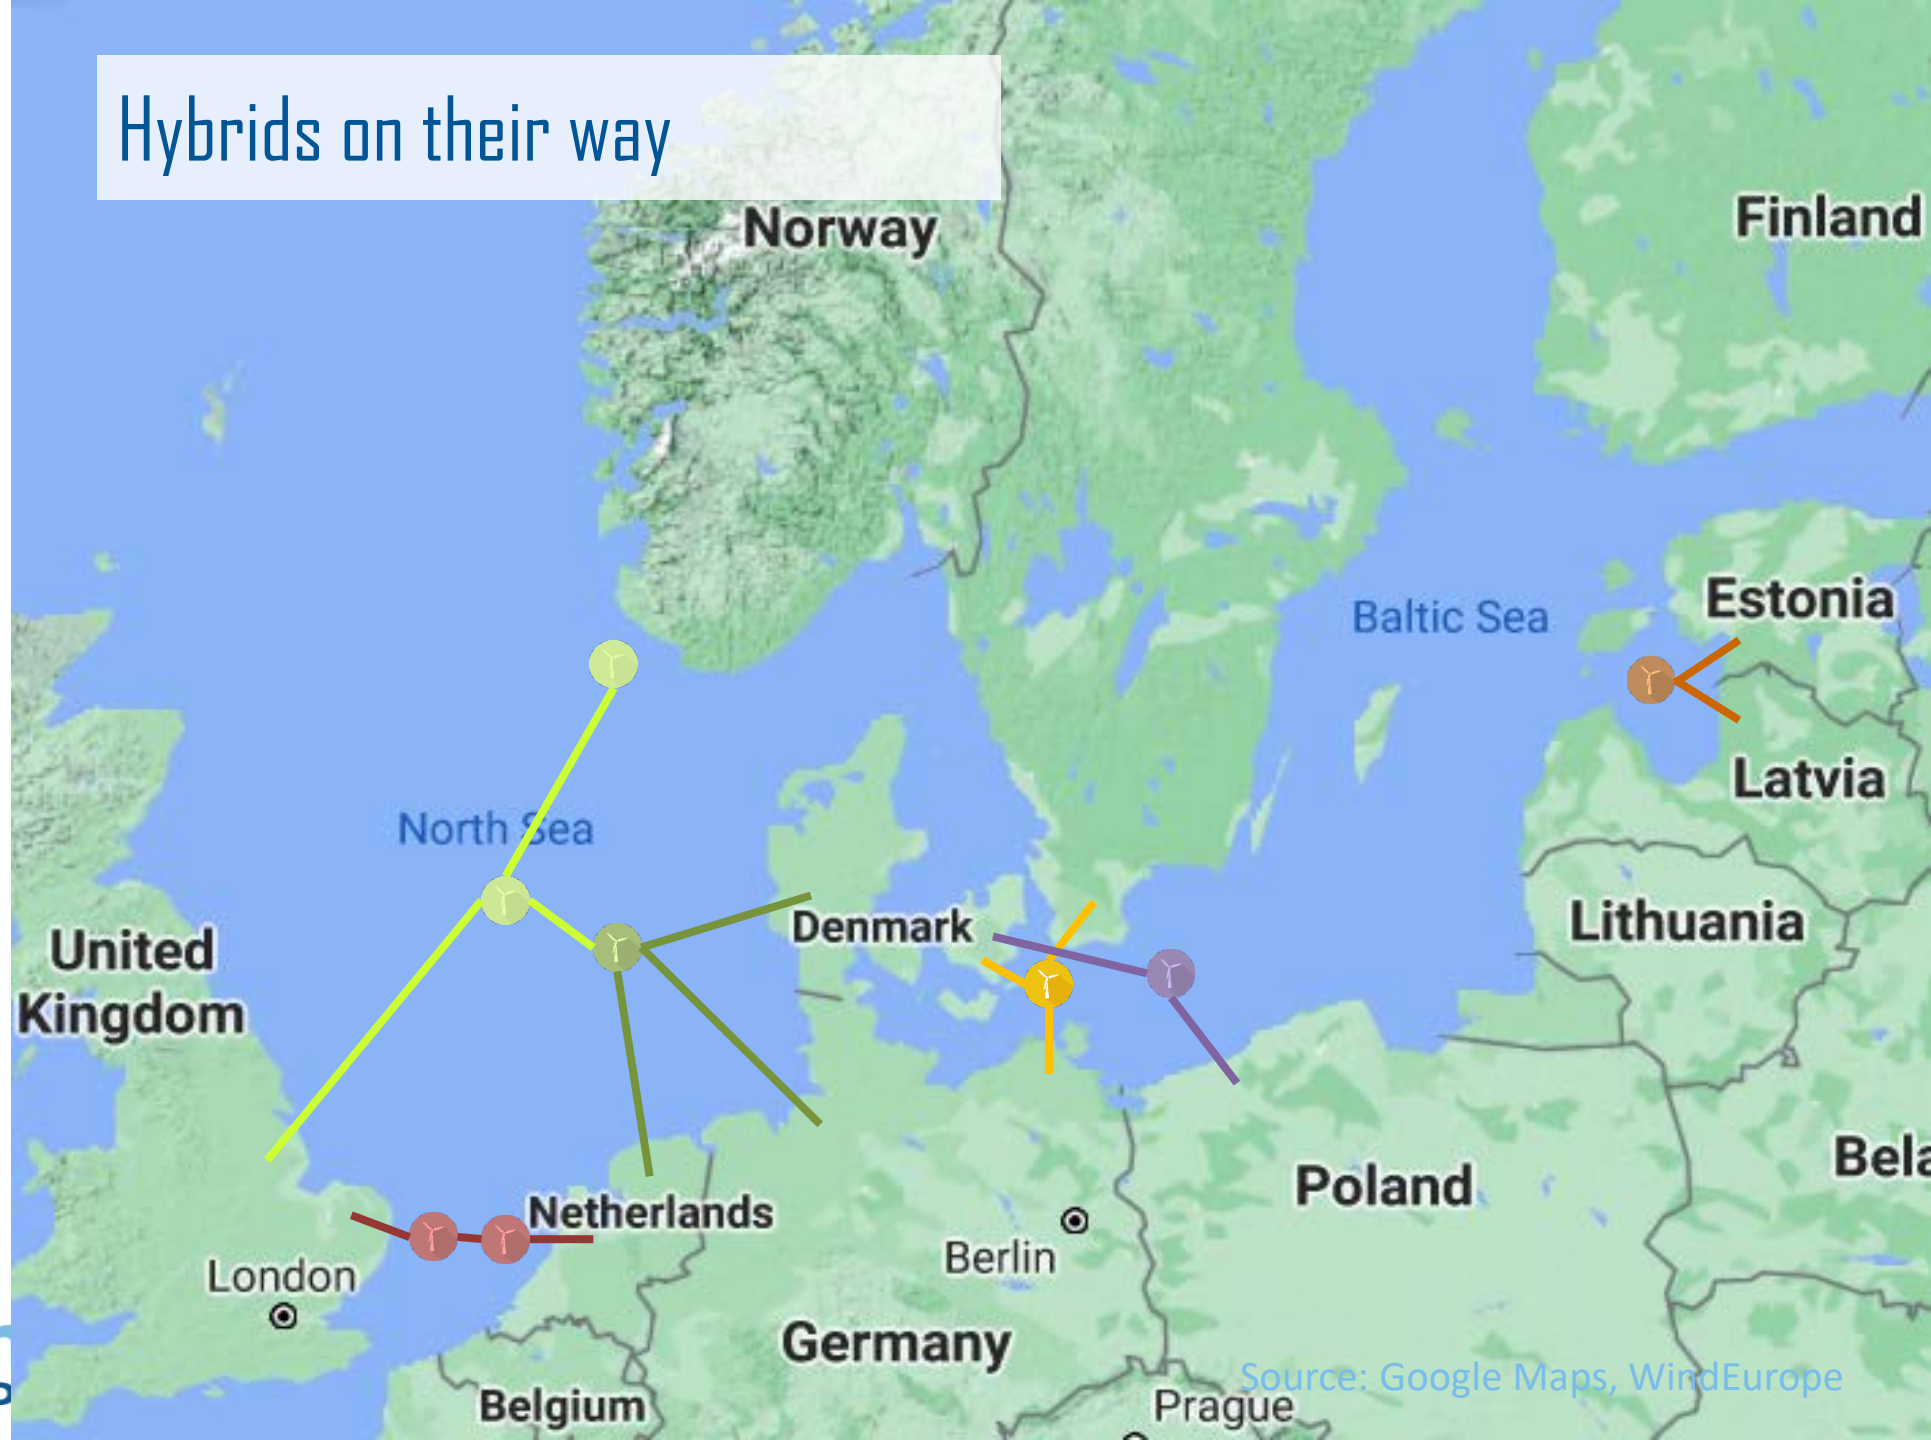 Hybrids on their way
Norway
Finland
Estonia
Baltic Sea
Latvia
North Sea
Denmark
Lithuania
United
Kingdom
Poland
Netherlands
Berlin
London
Germany
Source: Google Maps, WindEurope
Belgium
Prague